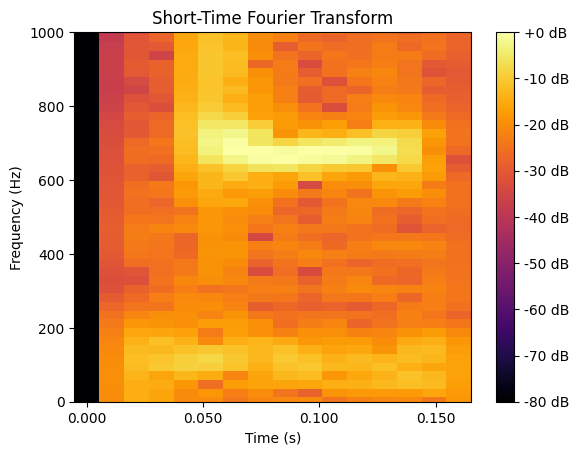 Short-Time Fourier Transform
1000
800
600
400
200
0
Frequency (Hz)
0.000
0.050
0.100
0.150
Time (s)
+0 dB
-10 dB
-20 dB
-30 dB
-40 dB
-50 dB
-60 dB
-70 dB
-80 dB